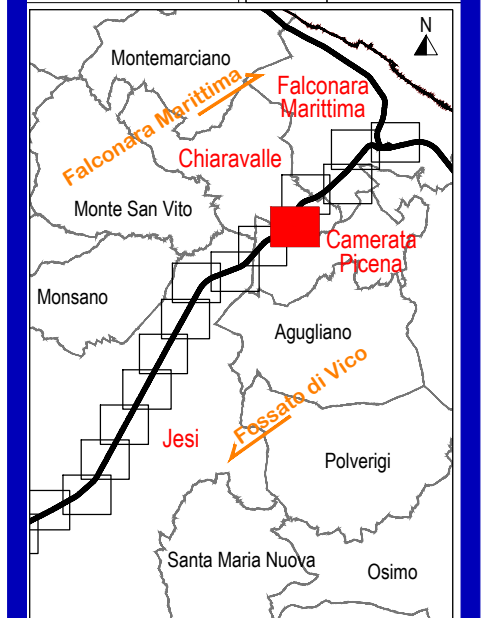 N
Montemarciano
Falconara
Marittima
Falconara Marittima
Chiaravalle
Monte San Vito
Camerata
Picena
Monsano
Agugliano
Fossato di Vico
Jesi
Polverigi
Santa Maria Nuova
Osimo